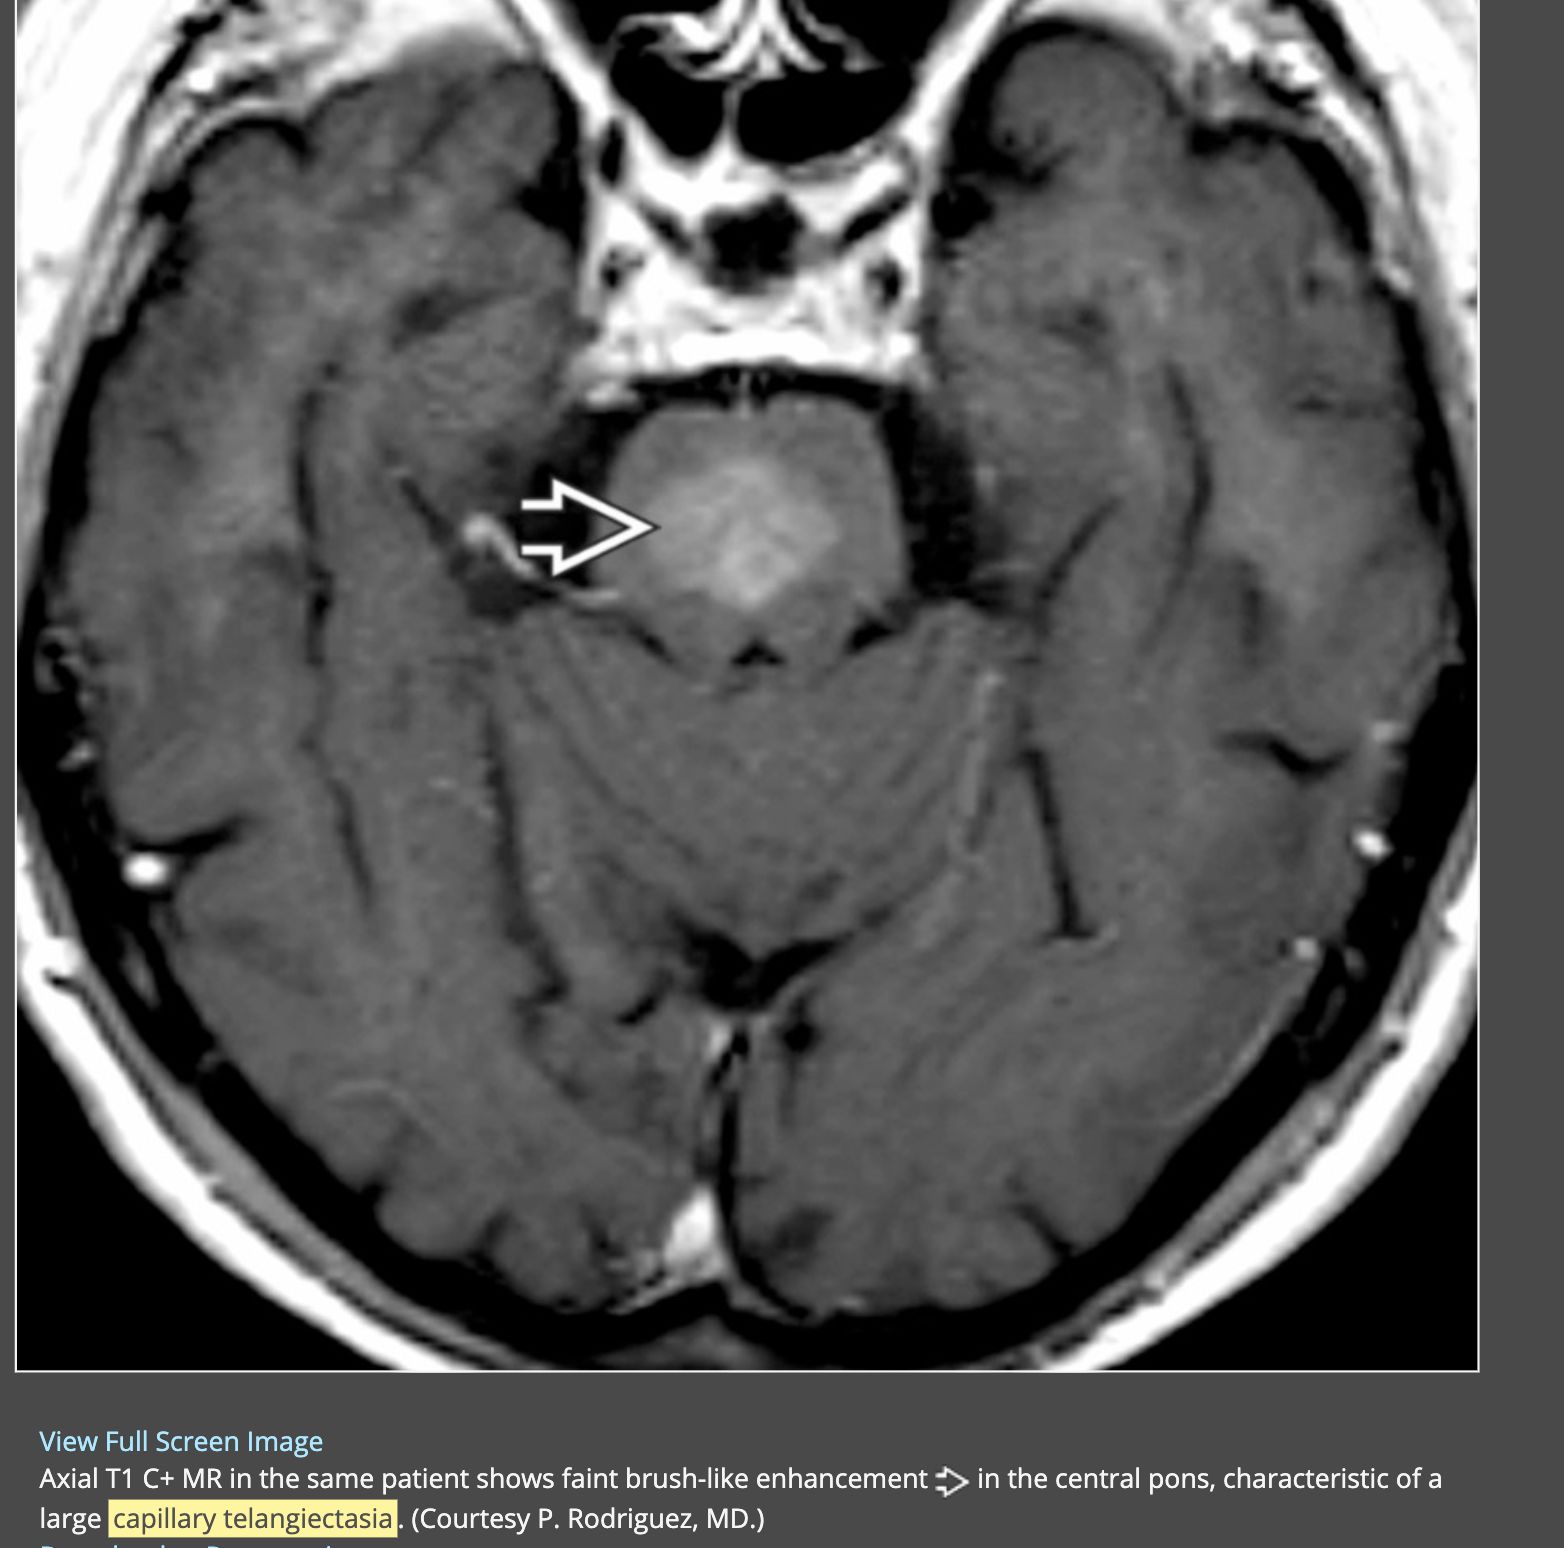 View Full Screen Image
Axial T1 C+ MR in the same patient shows faint brush-like enhancement in the central pons, characteristic of a
large capillary telangiectasia. (Courtesy P. Rodriguez, MD.)